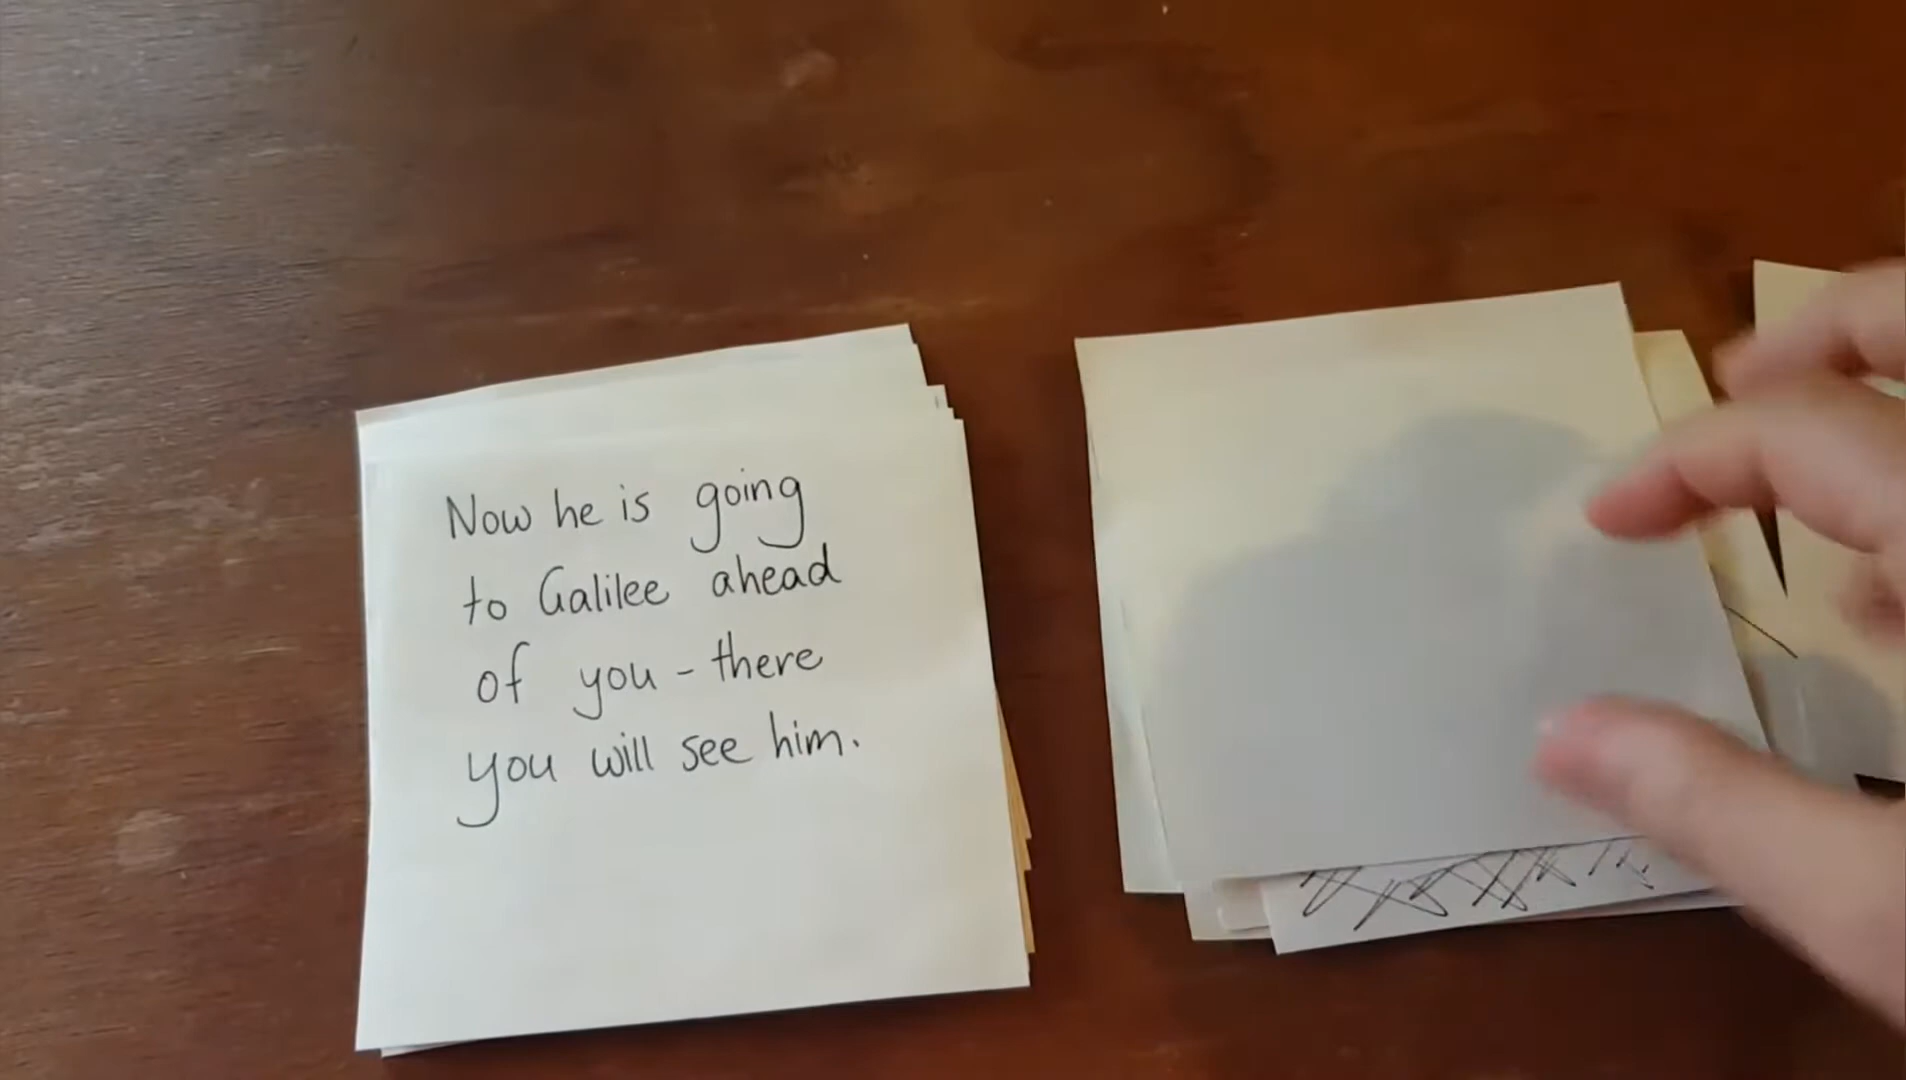 Now he is going
to Galilee ahead
of you - there
you will see him.